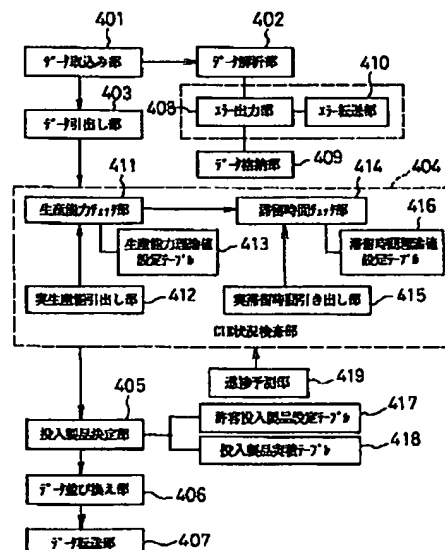 401
402
データ取込み部
データ解析部
410
403
408
エラー出力部
エラー転送部
データ引出し部
データ格納部
409
404
411
414
生産能力チェック部
滞留時間チェック部
416
生産能力理論値
設定テーブル
413
滞留時間理論値
設定テーブル
実生産値引出し部
412
実滞留時間引き出し部
415
状況検査部
進捗予測部
419
405
417
許容投入製品設定テーブル
投入製品決定部
418
投入製品実績テーブル
データ並び換え部
406
データ転送部
407